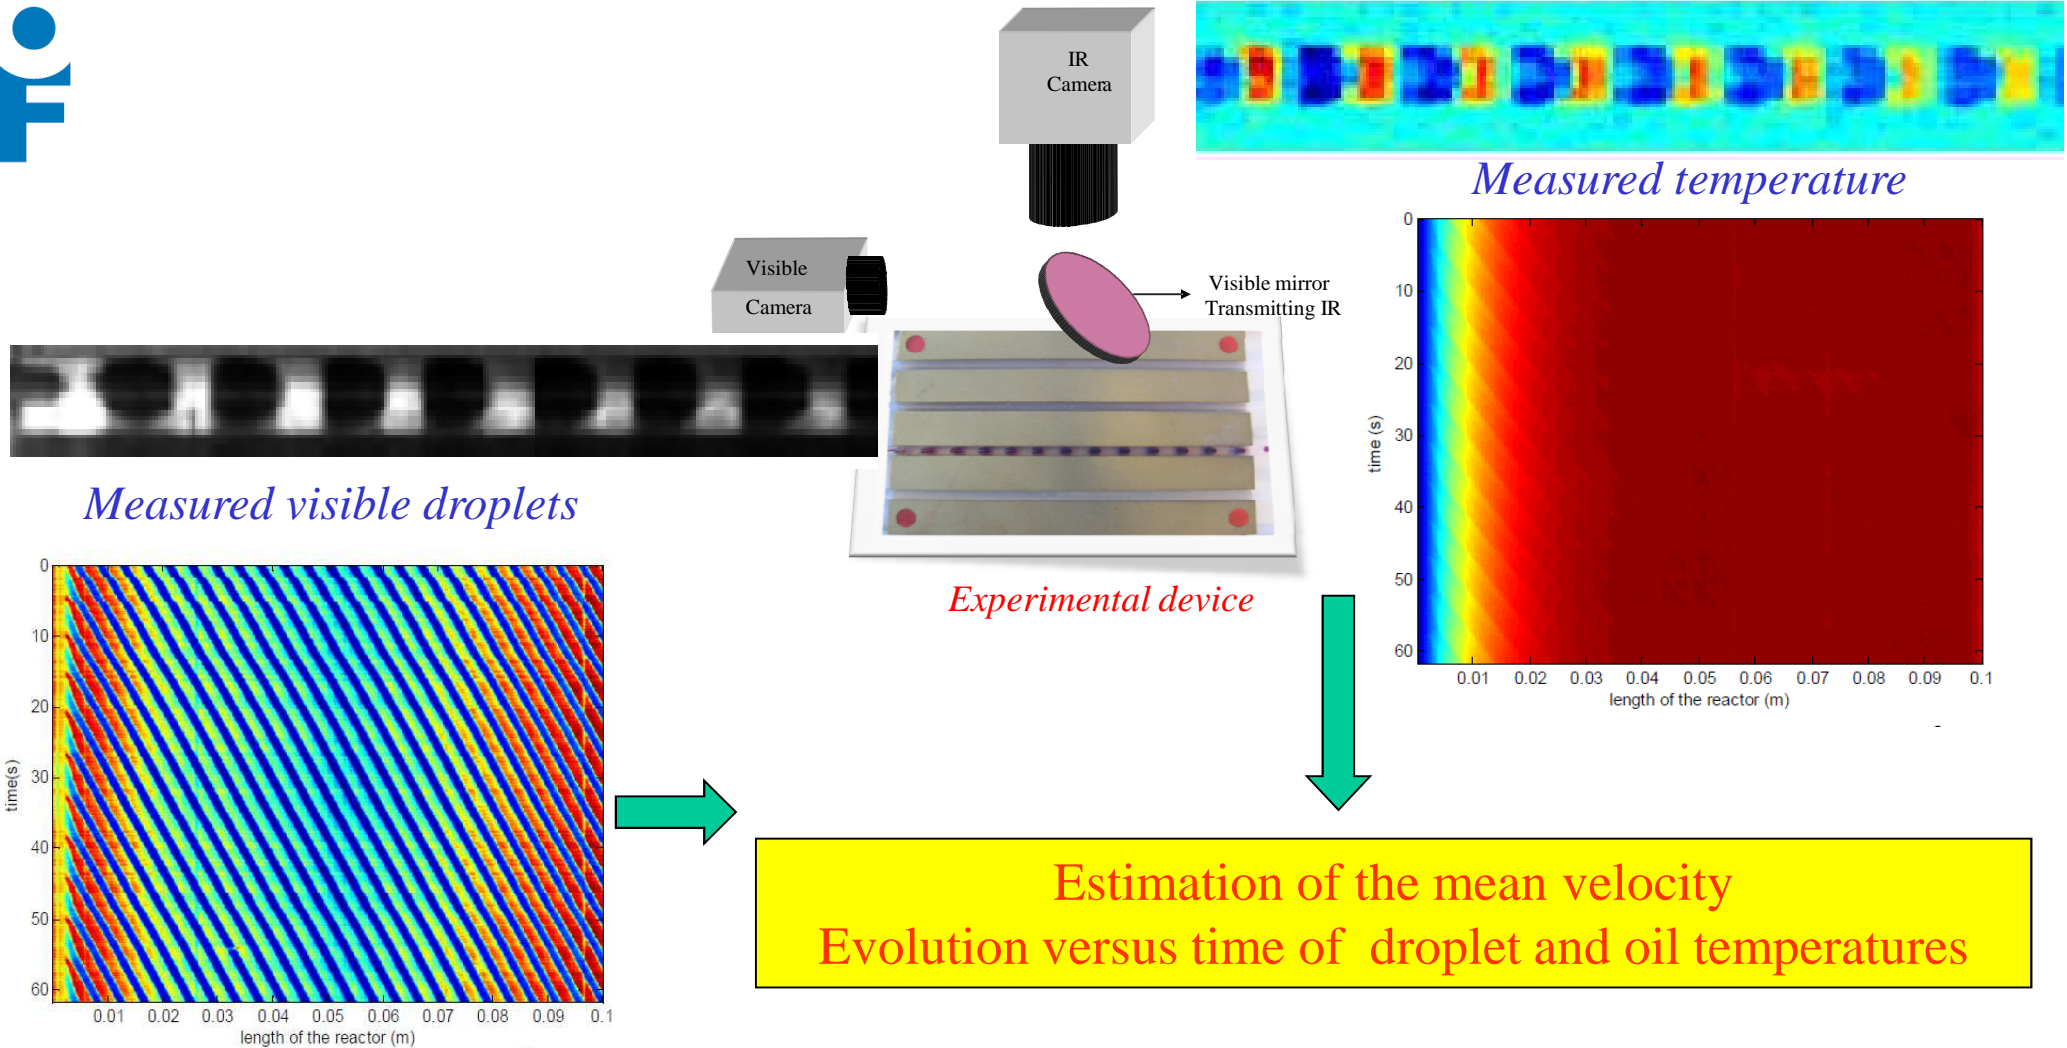 IR
Camera
Measured temperature
Visible
Camera
Visible mirror
Transmitting IR
Measured visible droplets
Experimental device
0
10
20
30
40
50
60
time (s)
0.01 0.02 0.03 0.04 0.05 0.06 0.07 0.08 0.09 0.1
length of the reactor (m)
-
0
10
20
30
40
50
60
time(s)
0.01 0.02 0.03 0.04 0.05 0.06 0.07 0.08 0.09 0.1
length of the reactor (m)
Estimation of the mean velocity
Evolution versus time of droplet and oil temperatures